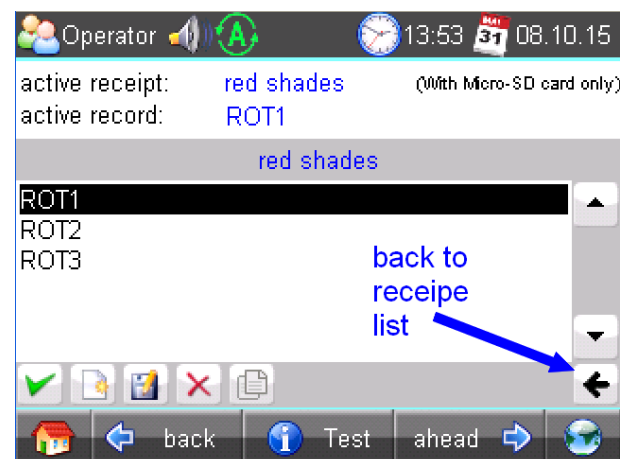 Operator A 13:53 MAI 31 08.10.15
active receipt: red shades (With Micro-SD card only)
active record: ROT1
red shades
ROT1
ROT2
ROT3
back to
receipe
list
back Test ahead